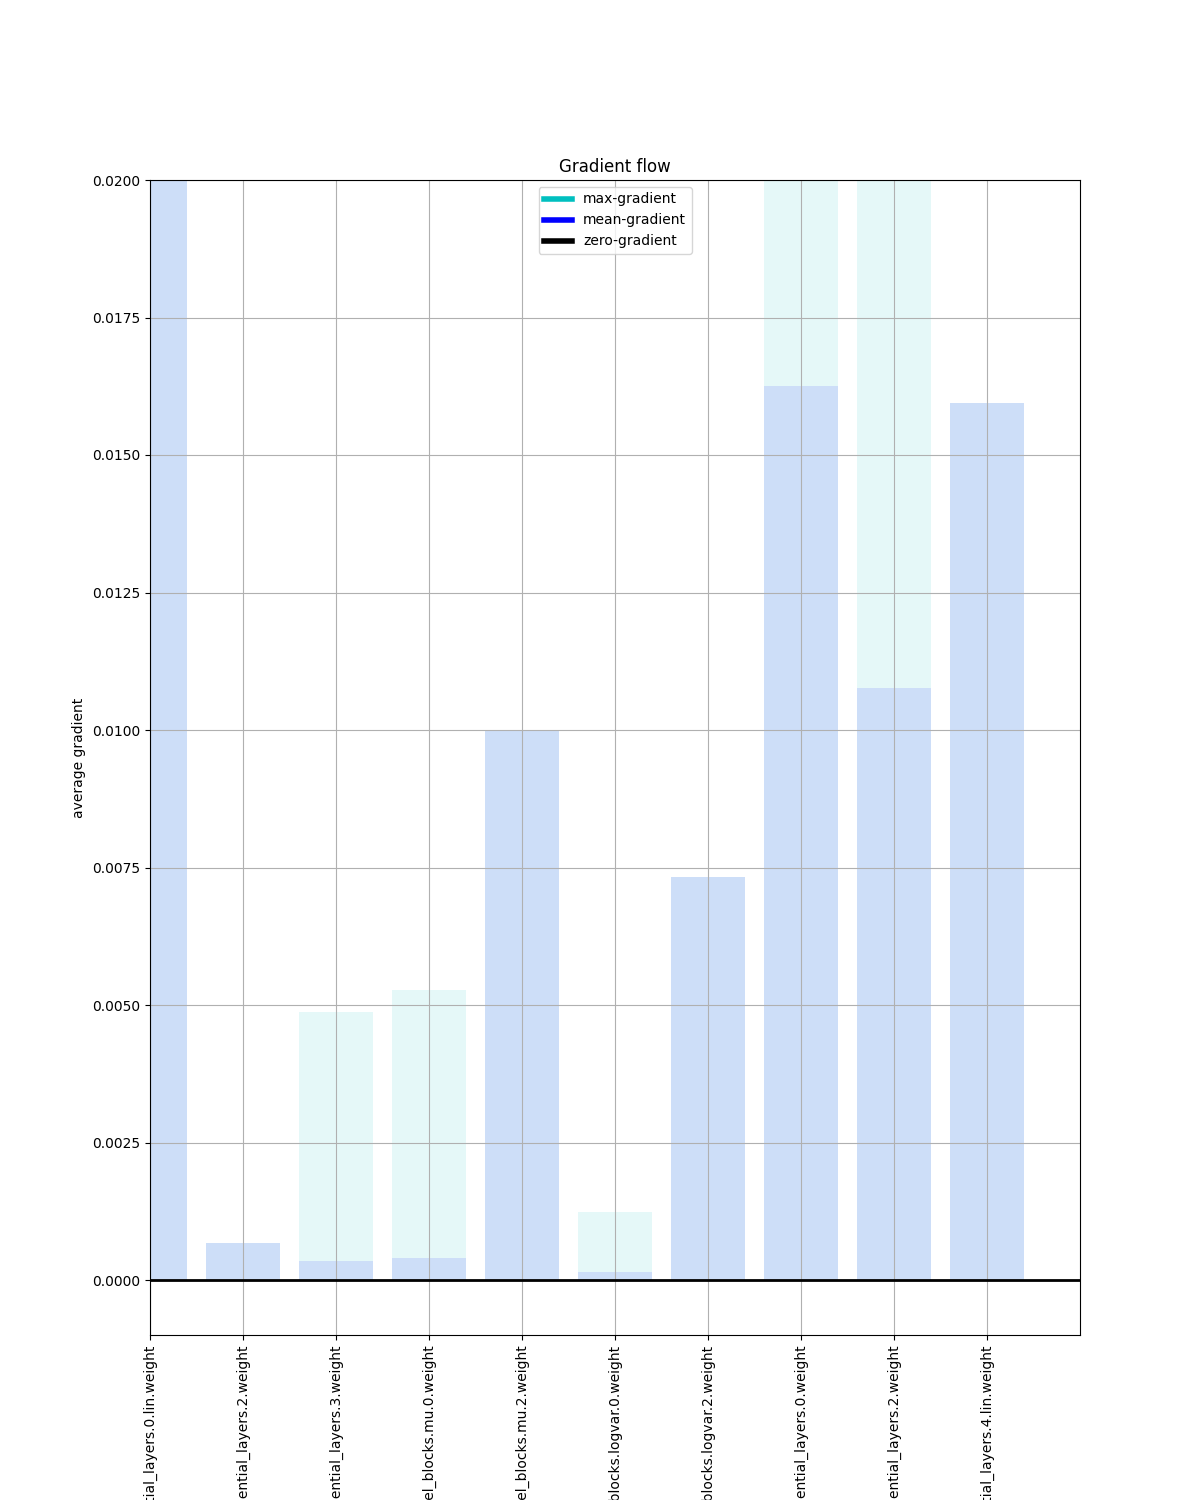 Gradient flow
max-gradient
mean-gradient
zero-gradient
0.0200
0.0175
0.0150
0.0125
0.0100
0.0075
0.0050
0.0025
0.0000
average gradient
tial_layers.0.lin.weight
ential_layers.2.weight
ential_layers.3.weight
el_blocks.mu.0.weight
el_blocks.mu.2.weight
blocks.logvar.0.weight
blocks.logvar.2.weight
ential_layers.0.weight
ential_layers.2.weight
tial_layers.4.lin.weight